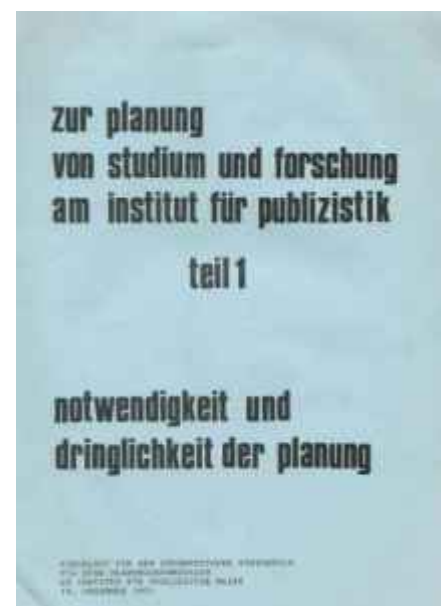 zur planung
von studium und forschung
am institut für publizistik
teil 1
notwendigkeit und
dringlichkeit der planung